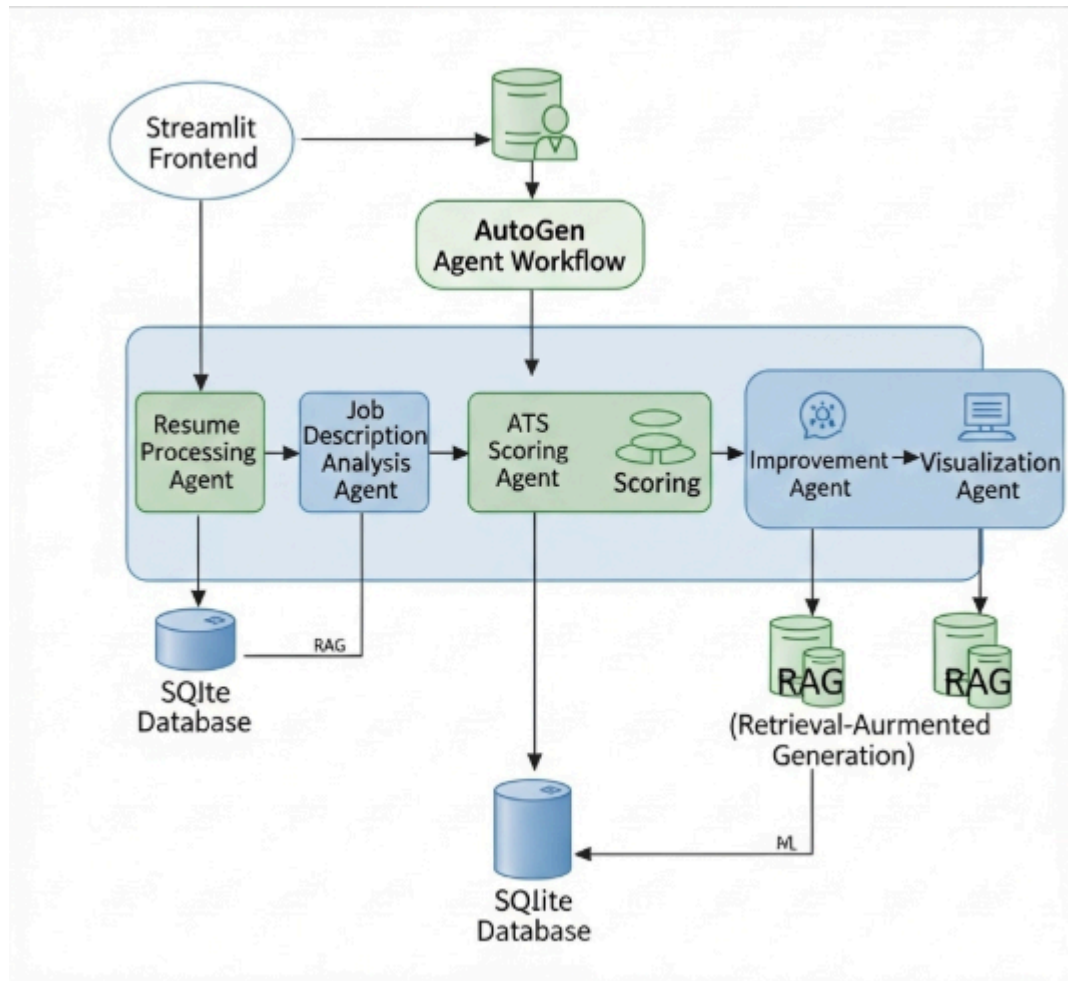 Streamlit
Frontend
AutoGen
Agent Workflow
Resume
Processing
Agent
Job
Description
Analysis
Agent
ATS
Scoring
Agent
Scoring
Improvement
Agent
Visualization
Agent
RAG
SQlte
Database
RAG
RAG
(Retrieval-Aurmented
Generation)
SQlite
Database